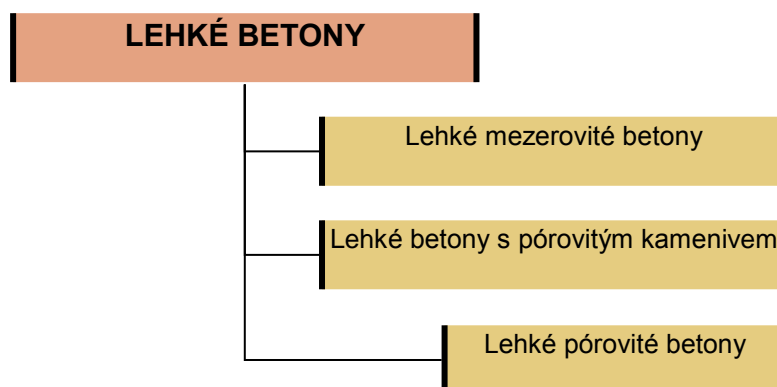 LEHKÉ BETONY
Lehké mezerovité betony
Lehké betony s pórovitým kamenivem
Lehké pórovité betony